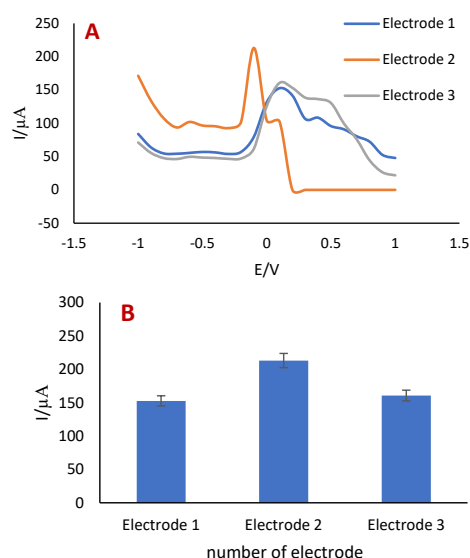 A
Electrode 1
Electrode 2
Electrode 3
I/µA
250
200
150
100
50
0
-50
-1.5 -1 -0.5 0 0.5 1 1.5
E/V
B
I/µA
300
250
200
150
100
50
0
Electrode 1 Electrode 2 Electrode 3
number of electrode